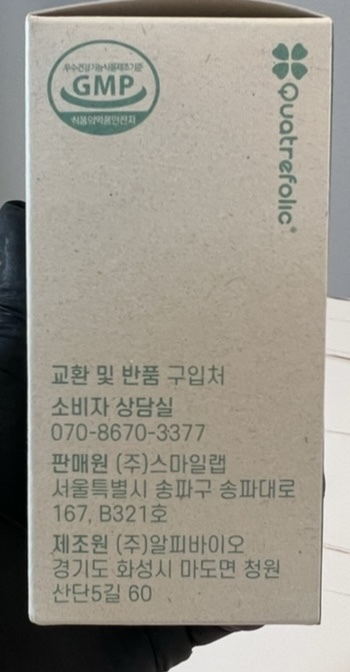 우수건강기능식품제조기준
GMP
식품의약품안전처
Quatrefolic®
교환 및 반품 구입처
소비자 상담실
070-8670-3377
판매원 (주)스마일랩
서울특별시 송파구 송파대로
167, B321호
제조원 (주)알피바이오
경기도 화성시 마도면 청원
산단5길 60